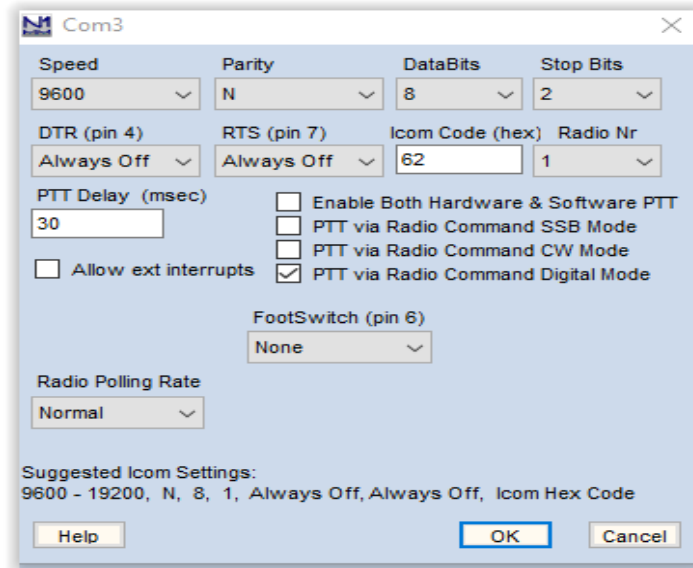 N1
Com3
Speed Parity DataBits Stop Bits
9600 N 8 2
DTR (pin 4) RTS (pin 7) Icom Code (hex) Radio Nr
Always Off Always Off 62 1
PTT Delay (msec)
30
Enable Both Hardware & Software PTT
PTT via Radio Command SSB Mode
PTT via Radio Command CW Mode
Allow ext interrupts
PTT via Radio Command Digital Mode
FootSwitch (pin 6)
None
Radio Polling Rate
Normal
Suggested Icom Settings:
9600 - 19200, N, 8, 1, Always Off, Always Off, Icom Hex Code
Help OK Cancel